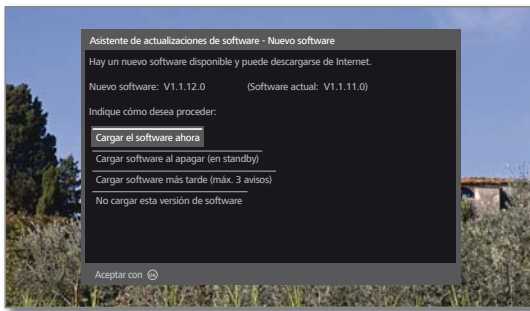 Asistente de actualizaciones de software - Nuevo software
Hay un nuevo software disponible y puede descargarse de Internet.
Nuevo software: V1.1.12.0 (Software actual: V1.1.11.0)
Indique cómo desea proceder:
Cargar el software ahora
Cargar software al apagar (en standby)
Cargar software más tarde (máx. 3 avisos)
No cargar esta versión de software
Aceptar con OK